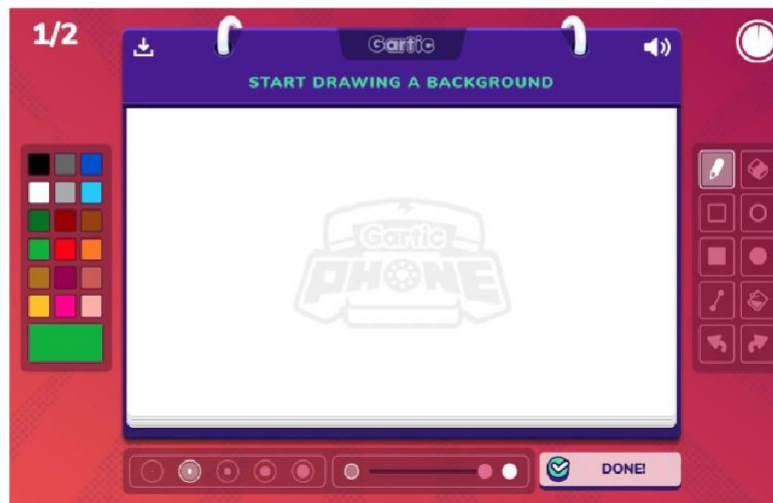 1/2
Gartic
START DRAWING A BACKGROUND
Gartic
PHONE
DONE!